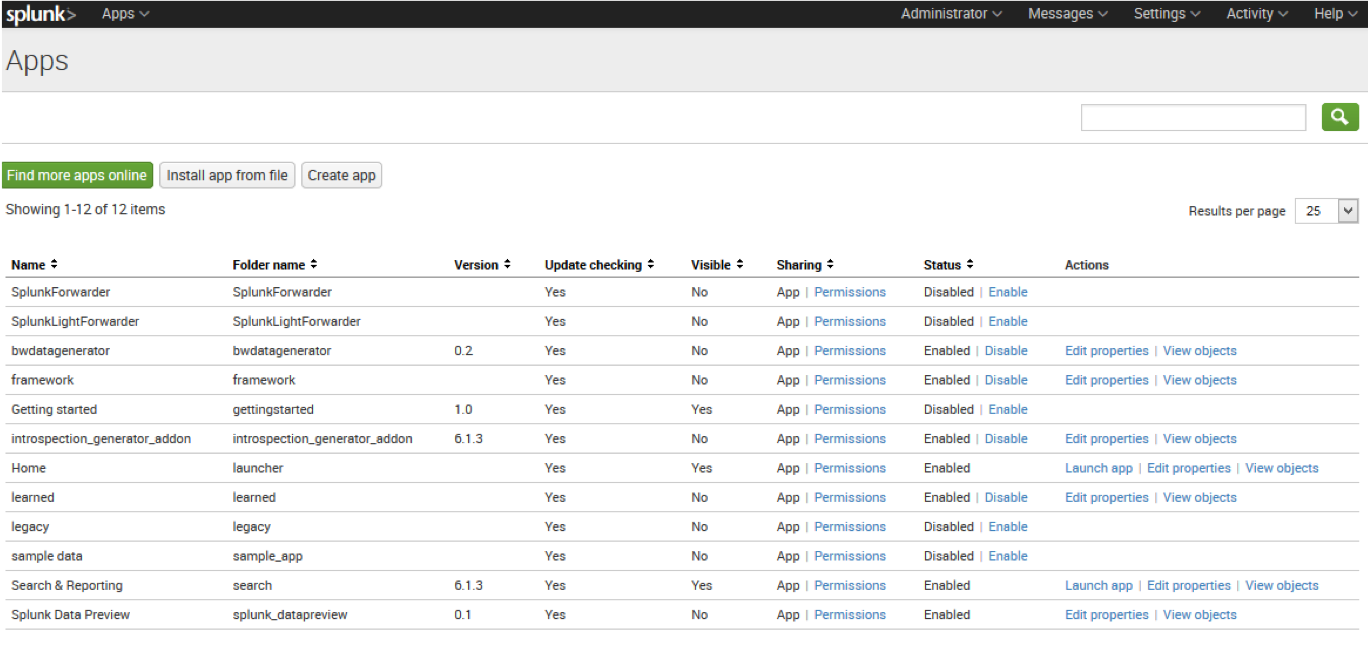 splunk> Apps Administrator Messages Settings Activity Help
Apps
Find more apps online Install app from file Create app
Showing 1-12 of 12 items
Results per page 25
Name Folder name Version Update checking Visible Sharing Status Actions
SplunkForwarder SplunkForwarder Yes No App | Permissions Disabled | Enable
SplunkLightForwarder SplunkLightForwarder Yes No App | Permissions Disabled | Enable
bwdatagenerator bwdatagenerator 0.2 Yes No App | Permissions Enabled | Disable Edit properties | View objects
framework framework Yes No App | Permissions Enabled | Disable Edit properties | View objects
Getting started gettingstarted 1.0 Yes Yes App | Permissions Disabled | Enable
introspection_generator_addon introspection_generator_addon 6.1.3 Yes No App | Permissions Enabled | Disable Edit properties | View objects
Home launcher Yes Yes App | Permissions Enabled Launch app | Edit properties | View objects
learned learned Yes No App | Permissions Enabled | Disable Edit properties | View objects
legacy legacy Yes No App | Permissions Disabled | Enable
sample data sample_app Yes No App | Permissions Disabled | Enable
Search & Reporting search 6.1.3 Yes Yes App | Permissions Enabled Launch app | Edit properties | View objects
Splunk Data Preview splunk_datapreview 0.1 Yes No App | Permissions Enabled Edit properties | View objects